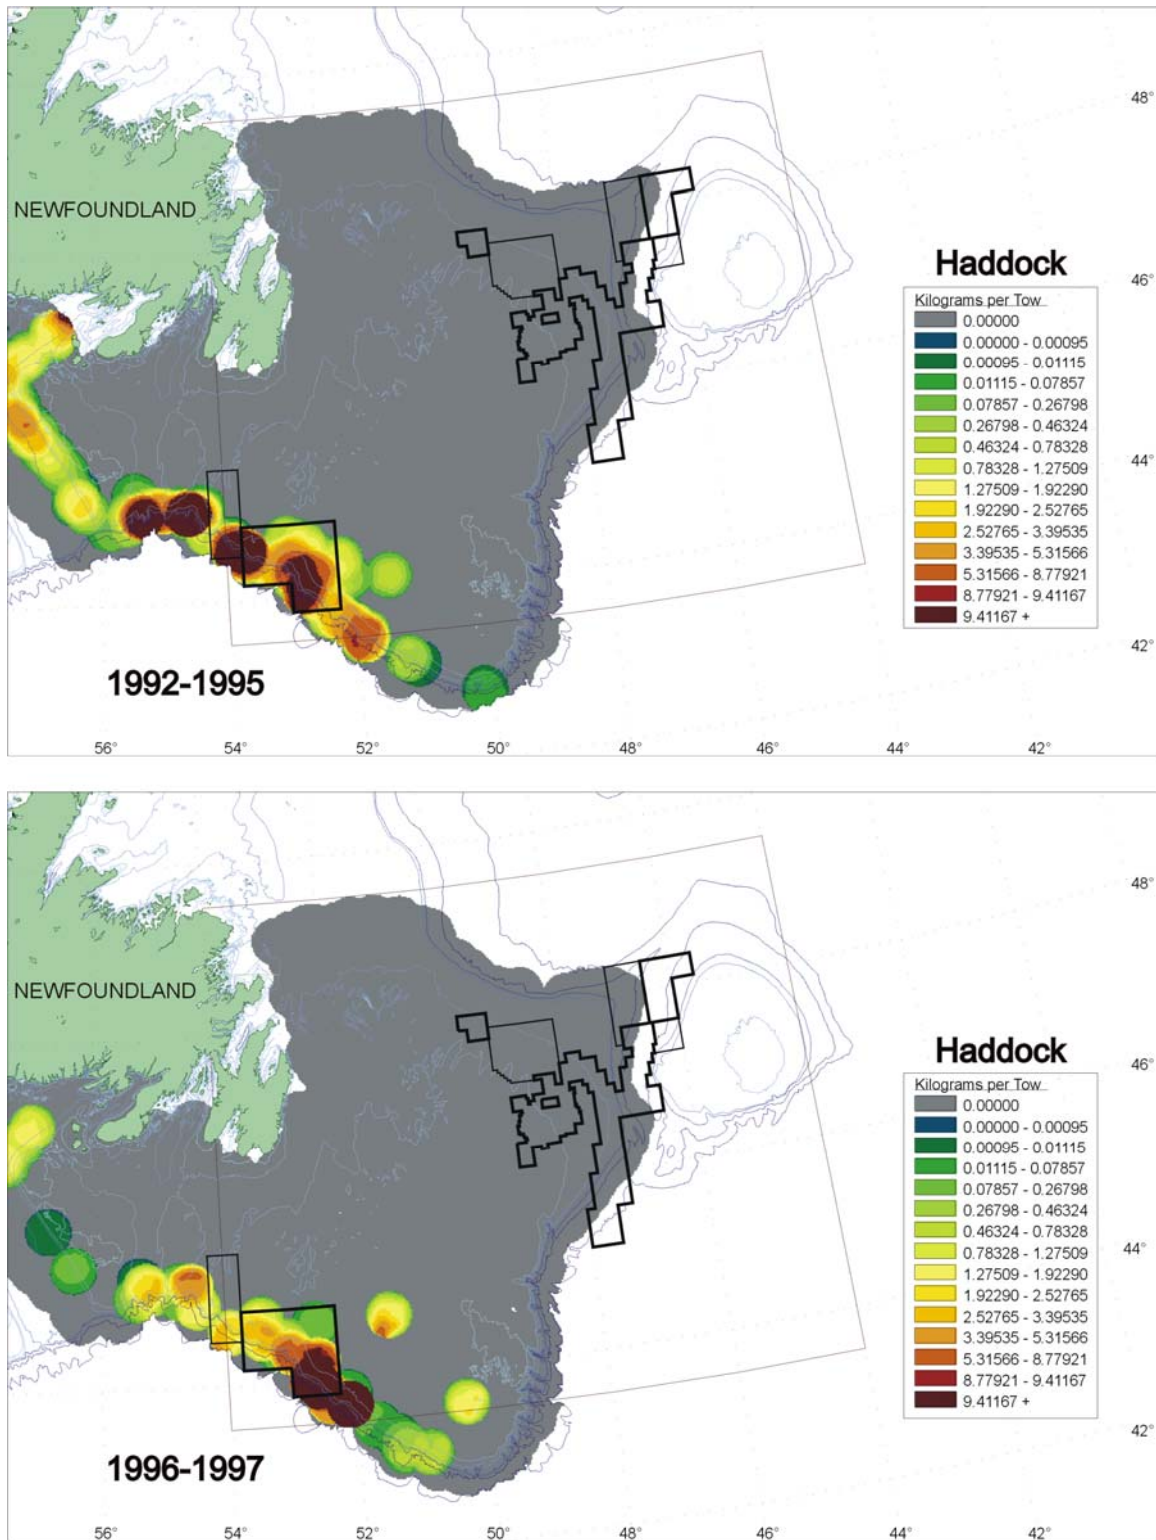 48°
NEWFOUNDLAND
46°
Haddock
Kilograms per Tow
0.00000
0.00000 - 0.00095
0.00095 - 0.01115
0.01115 - 0.07857
0.07857 - 0.26798
0.26798 - 0.46324
0.46324 - 0.78328
0.78328 - 1.27509
1.27509 - 1.92290
1.92290 - 2.52765
2.52765 - 3.39535
3.39535 - 5.31566
5.31566 - 8.77921
8.77921 - 9.41167
9.41167 +
44°
42°
1992-1995
56° 54° 52° 50° 48° 46° 44° 42°
48°
NEWFOUNDLAND
46°
Haddock
Kilograms per Tow
0.00000
0.00000 - 0.00095
0.00095 - 0.01115
0.01115 - 0.07857
0.07857 - 0.26798
0.26798 - 0.46324
0.46324 - 0.78328
0.78328 - 1.27509
1.27509 - 1.92290
1.92290 - 2.52765
2.52765 - 3.39535
3.39535 - 5.31566
5.31566 - 8.77921
8.77921 - 9.41167
9.41167 +
44°
42°
1996-1997
56° 54° 52° 50° 48° 46° 44° 42°